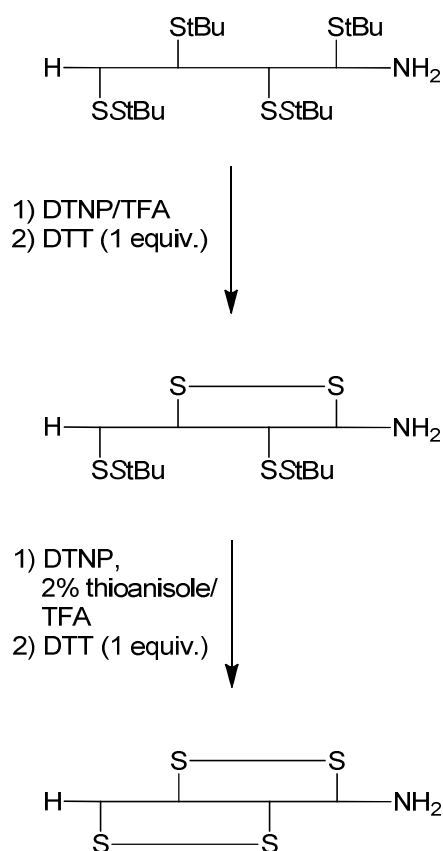 StBu StBu
H NH2
SStBu SStBu
1) DTNP/TFA
2) DTT (1 equiv.)
S S
H NH2
SStBu SStBu
1) DTNP,
2% thioanisole/
TFA
2) DTT (1 equiv.)
S S
H NH2
S S